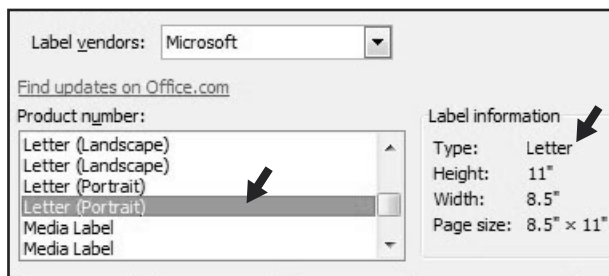 Label vendors: Microsoft
Find updates on Office.com
Product number:
Letter (Landscape)
Letter (Landscape)
Letter (Portrait)
Letter (Portrait)
Media Label
Media Label
Label information
Type: Letter
Height: 11"
Width: 8.5"
Page size: 8.5" × 11"